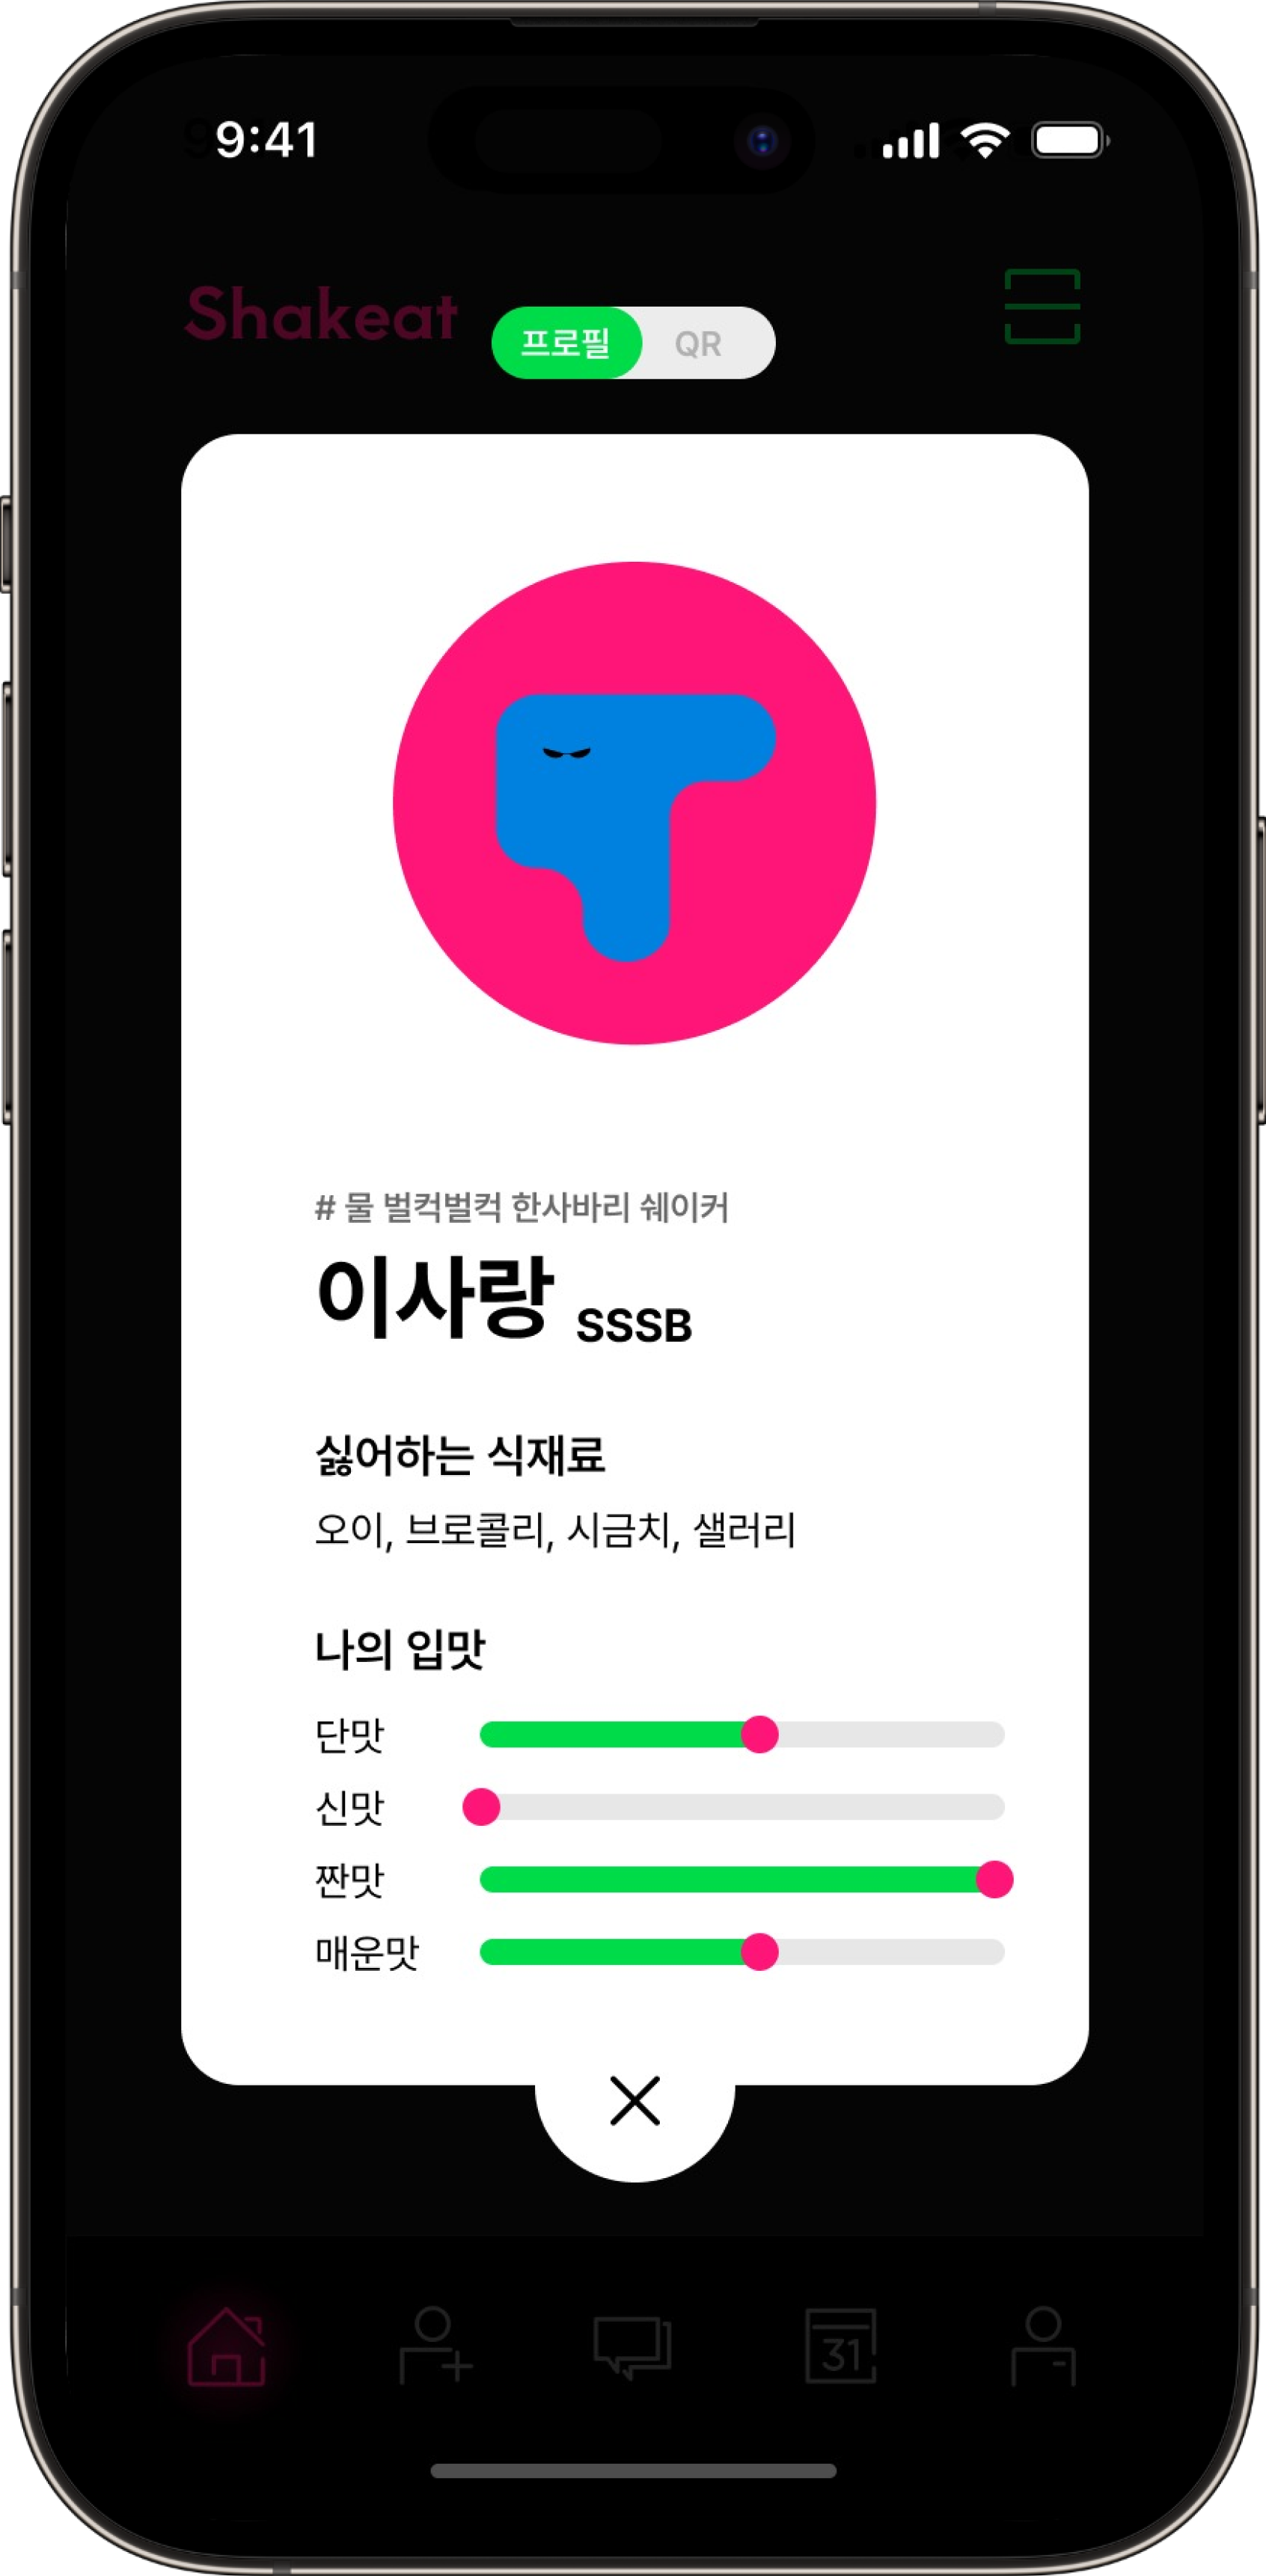 9:41
Shakeat
프로필 QR
# 물 벌컥벌컥 한사바리 쉐이커
이사랑 SSSB
싫어하는 식재료
오이, 브로콜리, 시금치, 샐러리
나의 입맛
단맛
신맛
짠맛
매운맛
31